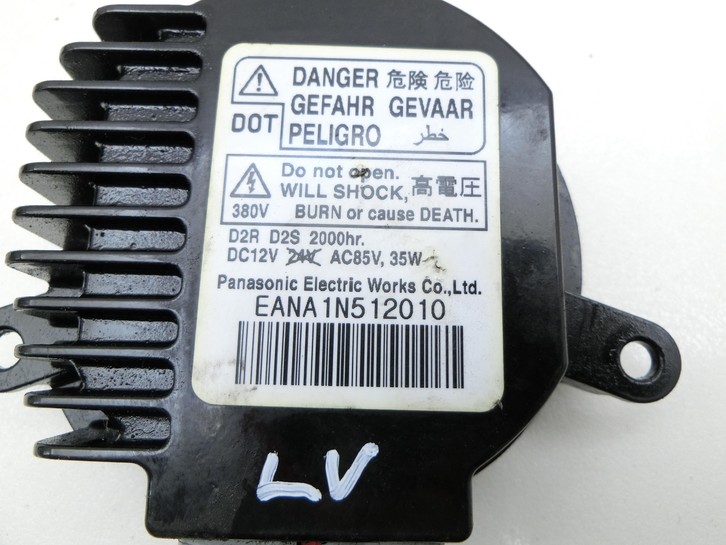 DANGER 危険 危险
GEFAHR GEVAAR
DOT
PELIGRO خطر
Do not open.
WILL SHOCK, 高電圧
380V BURN or cause DEATH.
D2R D2S 2000hr.
DC12V 24V AC85V, 35W
Panasonic Electric Works Co.,Ltd.
EANA1N512010
LV